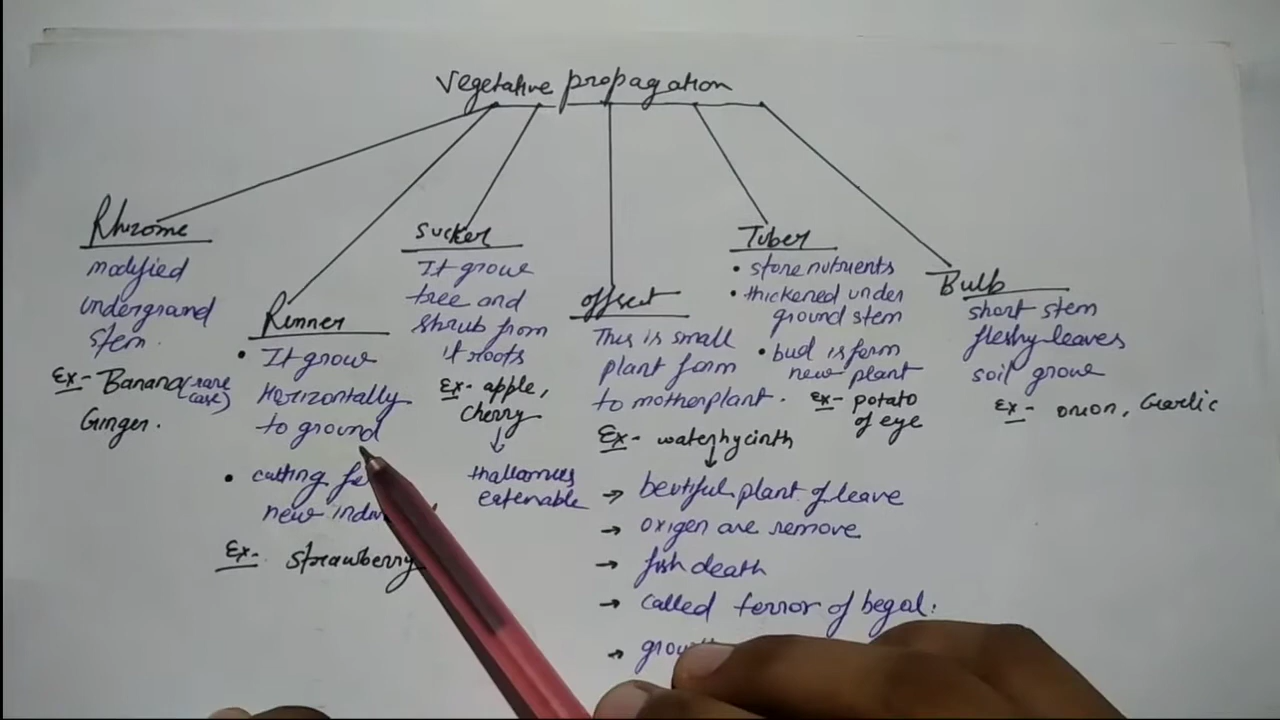 Vegetative propagation
Rhizome
modified
underground
stem.
Ex- Banana (rare case)
Ginger.
Runner
• It grow
horizontally
to ground
• cutting
new
Ex- Strawberry
Sucker
It grow
tree and
shrub from
it roots
Ex- apple,
cherry
↓
thallamus
eatenable
offset
This is small
plant form
to motherplant.
Ex- waterhycinth
↓
→ beutiful plant of leave
→ oxigen are remove
→ fish death
→ called terror of begal.
→
Tuber
• store nutrients
• thickened under
ground stem
• bud is form
new plant
Ex- potato
of eye
Bulb
short stem
fleshy leaves
soil grove
Ex- onion, Garlic